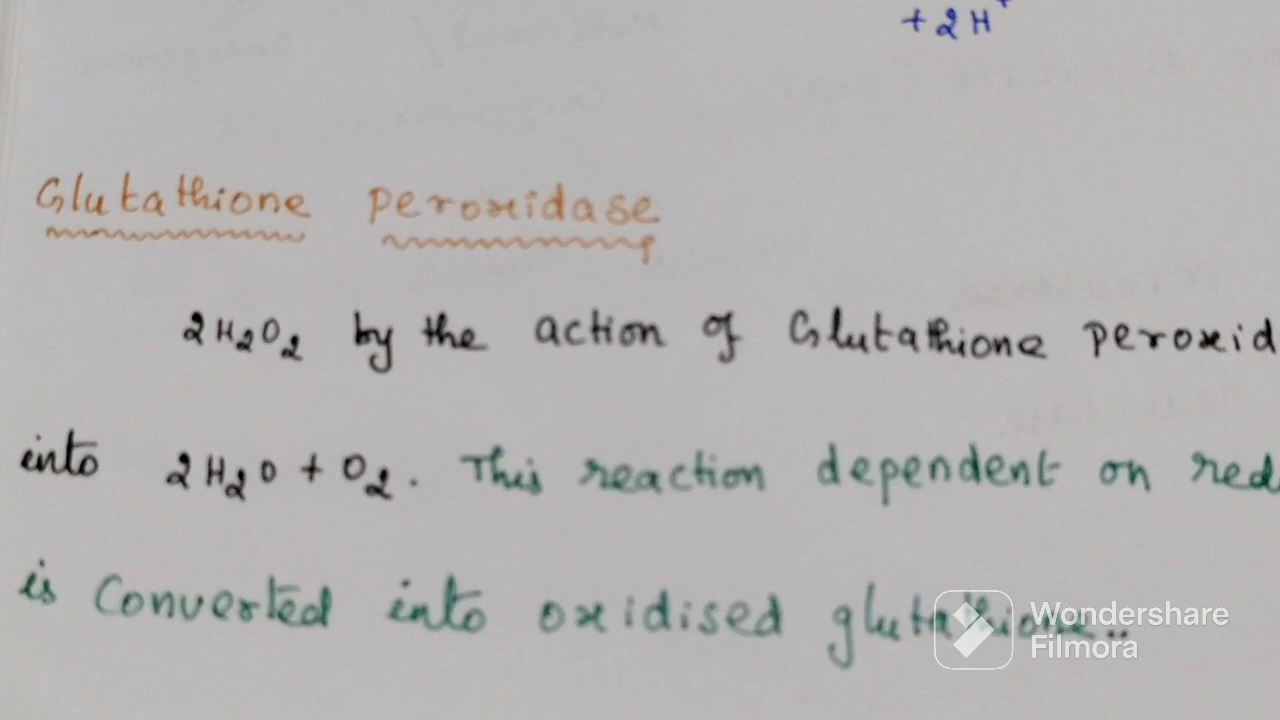 + 2H⁺
Glutathione peroxidase
2H₂O₂ by the action of Glutathione peroxid
into 2H₂O + O₂. This reaction dependent on red
is converted into oxidised glutathione..
Wondershare
Filmora